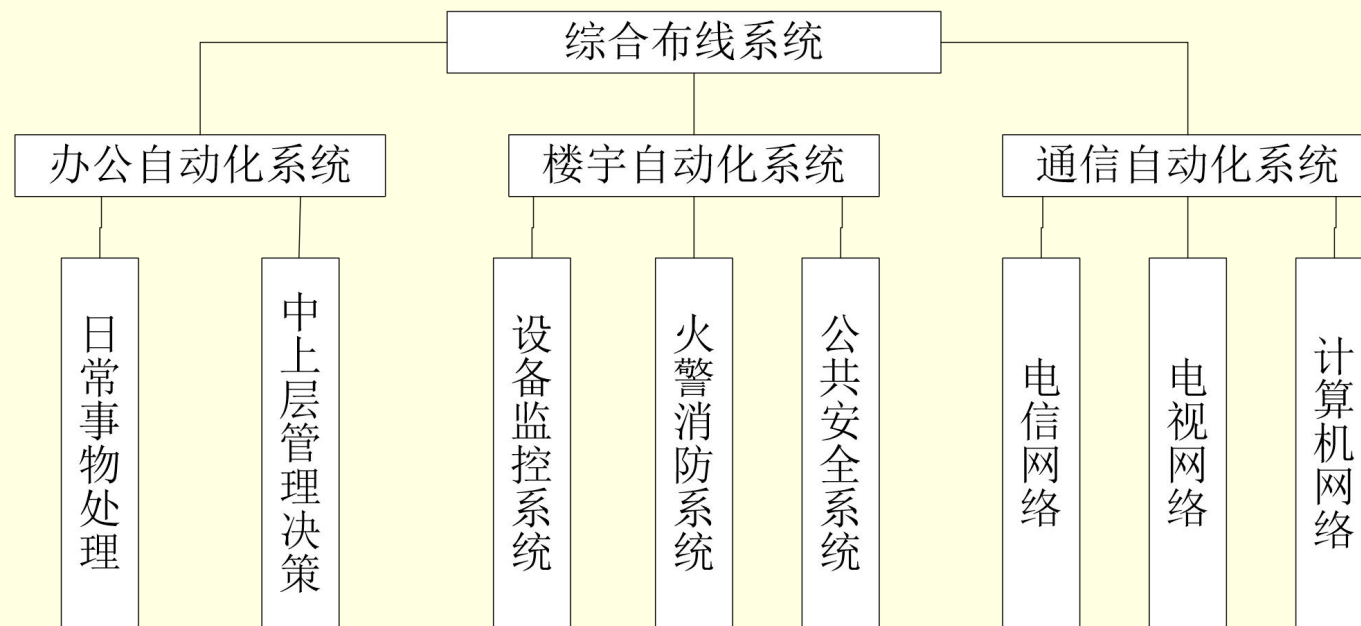 综合布线系统
办公自动化系统
楼宇自动化系统
通信自动化系统
日常事物处理
中上层管理决策
设备监控系统
火警消防系统
公共安全系统
电信网络
电视网络
计算机网络